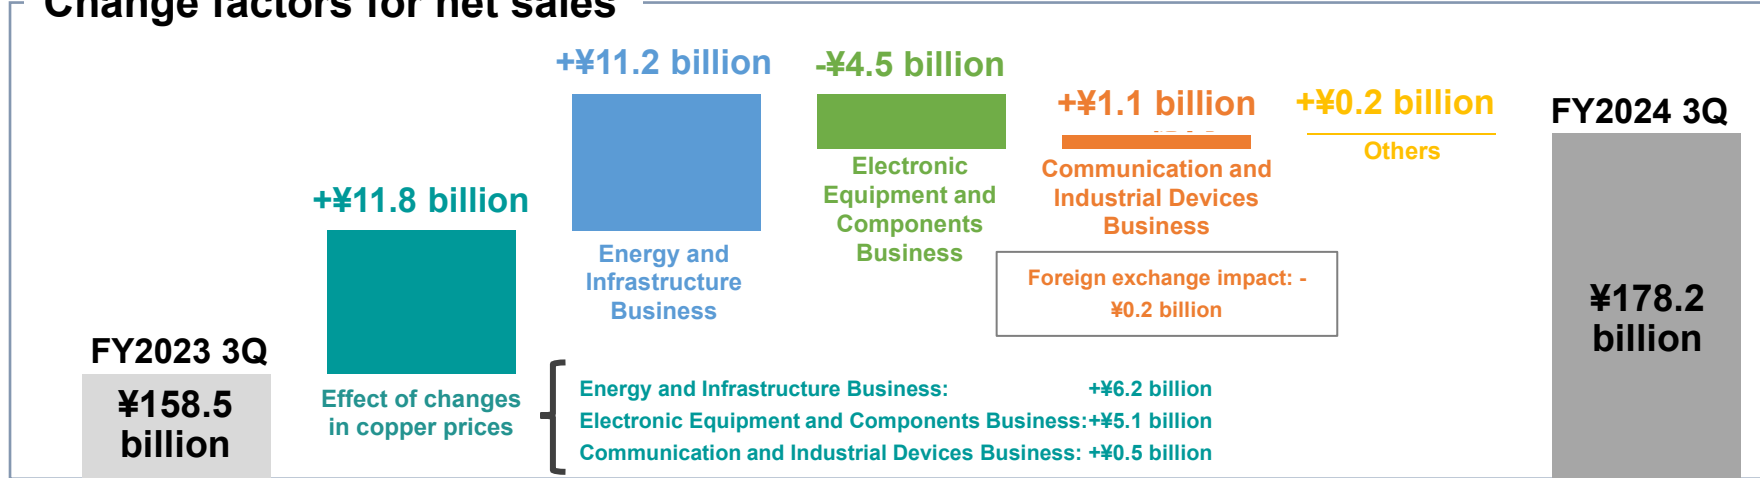 Change factors for net sales
+¥11.2 billion
-¥4.5 billion
+¥1.1 billion
+¥0.2 billion
FY2024 3Q
Others
Electronic
Equipment and
Components
Business
Communication and
Industrial Devices
Business
+¥11.8 billion
Energy and
Infrastructure
Business
Foreign exchange impact: -
¥0.2 billion
¥178.2
billion
FY2023 3Q
¥158.5
billion
Effect of changes
in copper prices
Energy and Infrastructure Business: +¥6.2 billion
Electronic Equipment and Components Business:+¥5.1 billion
Communication and Industrial Devices Business: +¥0.5 billion